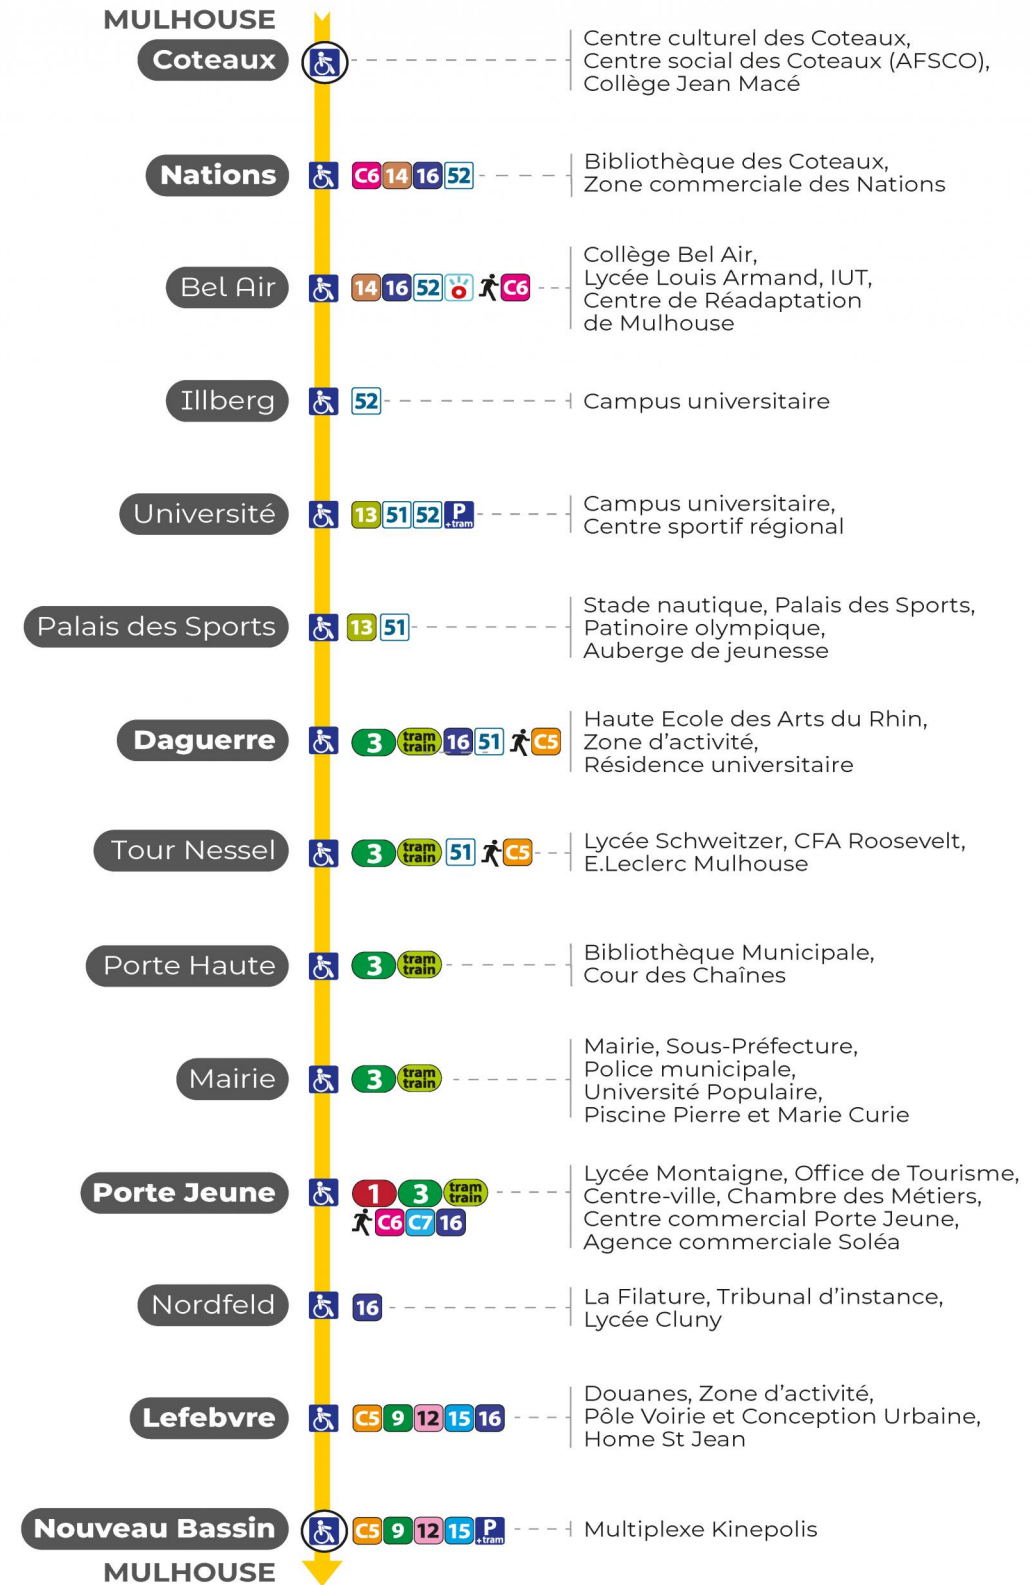 MULHOUSE
Coteaux
Centre culturel des Coteaux,
Centre social des Coteaux (AFSCO),
Collège Jean Macé
Nations
C6 14 16 52
Bibliothèque des Coteaux,
Zone commerciale des Nations
Bel Air
14 16 52 C6
Collège Bel Air,
Lycée Louis Armand, IUT,
Centre de Réadaptation
de Mulhouse
Illberg
52
Campus universitaire
Université
13 51 52 P +tram
Campus universitaire,
Centre sportif régional
Palais des Sports
13 51
Stade nautique, Palais des Sports,
Patinoire olympique,
Auberge de jeunesse
Daguerre
3 tram train 16 51 C5
Haute Ecole des Arts du Rhin,
Zone d'activité,
Résidence universitaire
Tour Nessel
3 tram train 51 C5
Lycée Schweitzer, CFA Roosevelt,
E.Leclerc Mulhouse
Porte Haute
3 tram train
Bibliothèque Municipale,
Cour des Chaînes
Mairie
3 tram train
Mairie, Sous-Préfecture,
Police municipale,
Université Populaire,
Piscine Pierre et Marie Curie
Porte Jeune
1 3 tram train
C6 C7 16
Lycée Montaigne, Office de Tourisme,
Centre-ville, Chambre des Métiers,
Centre commercial Porte Jeune,
Agence commerciale Soléa
Nordfeld
16
La Filature, Tribunal d'instance,
Lycée Cluny
Lefebvre
C5 9 12 15 16
Douanes, Zone d'activité,
Pôle Voirie et Conception Urbaine,
Home St Jean
Nouveau Bassin
C5 9 12 15 P +tram
Multiplexe Kinepolis
MULHOUSE